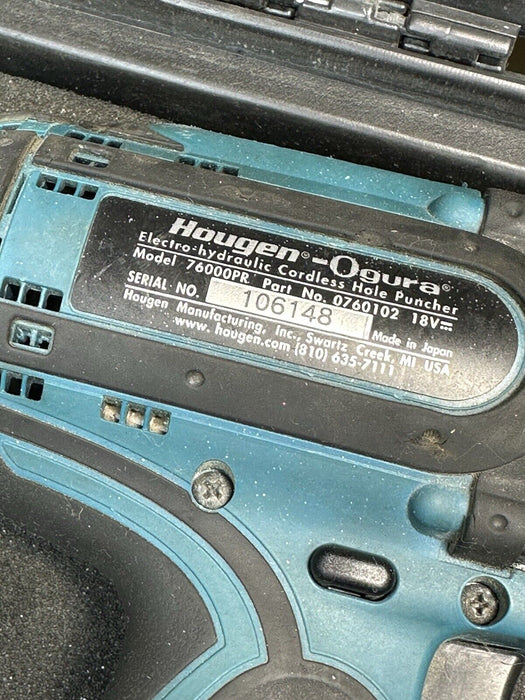 Hougen®-Ogura®
Electro-hydraulic Cordless Hole Puncher
Model 76000PR Part No. 0760102 18V⎓
SERIAL NO. 106148 Made in Japan
Hougen Manufacturing, Inc., Swartz Creek, MI USA
www.hougen.com (810) 635-7111